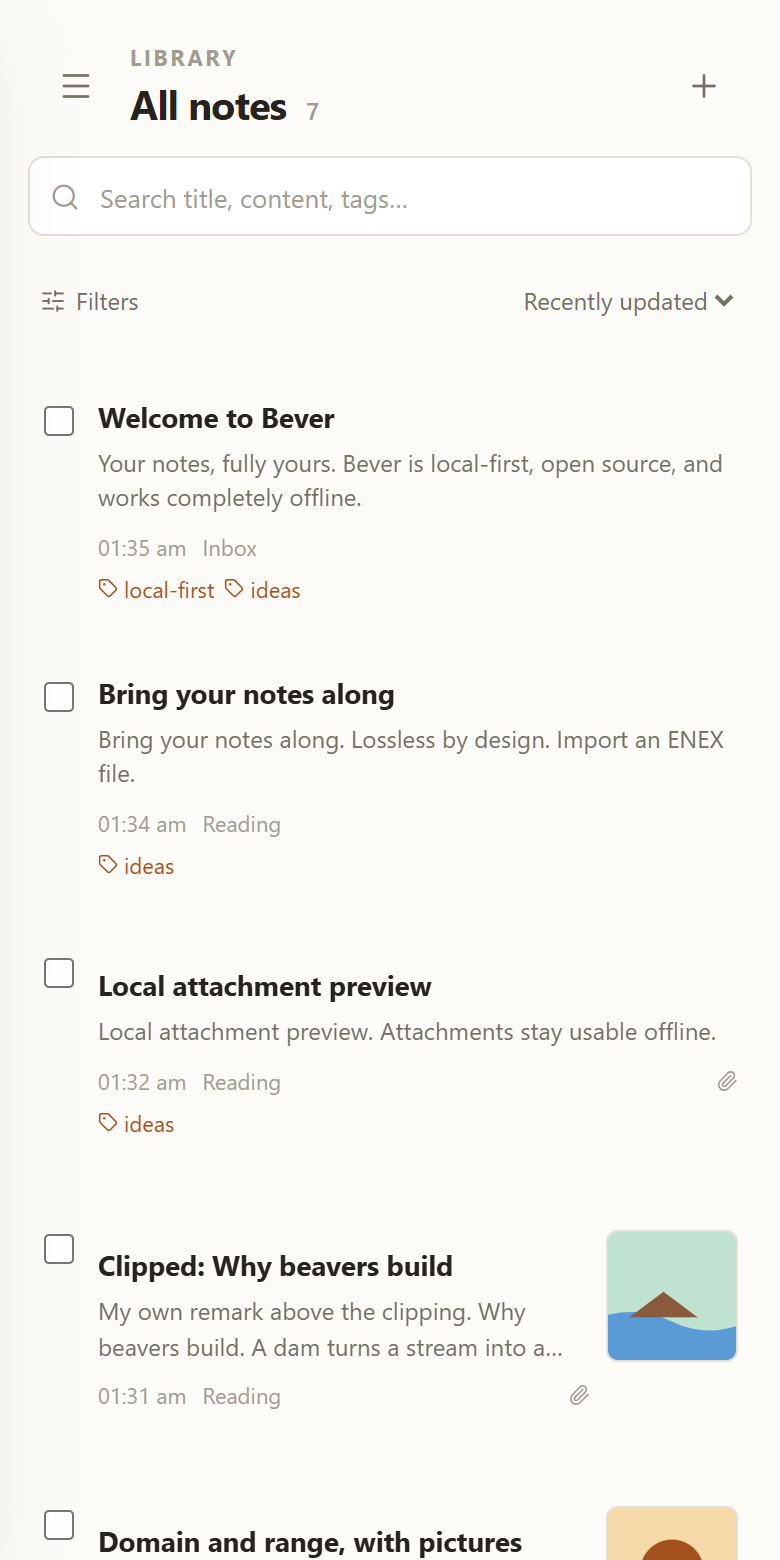 LIBRARY
All notes 7
Search title, content, tags...
Filters
Recently updated
Welcome to Bever
Your notes, fully yours. Bever is local-first, open source, and
works completely offline.
01:35 am Inbox
local-first ideas
Bring your notes along
Bring your notes along. Lossless by design. Import an ENEX
file.
01:34 am Reading
ideas
Local attachment preview
Local attachment preview. Attachments stay usable offline.
01:32 am Reading
ideas
Clipped: Why beavers build
My own remark above the clipping. Why
beavers build. A dam turns a stream into a...
01:31 am Reading
Domain and range, with pictures